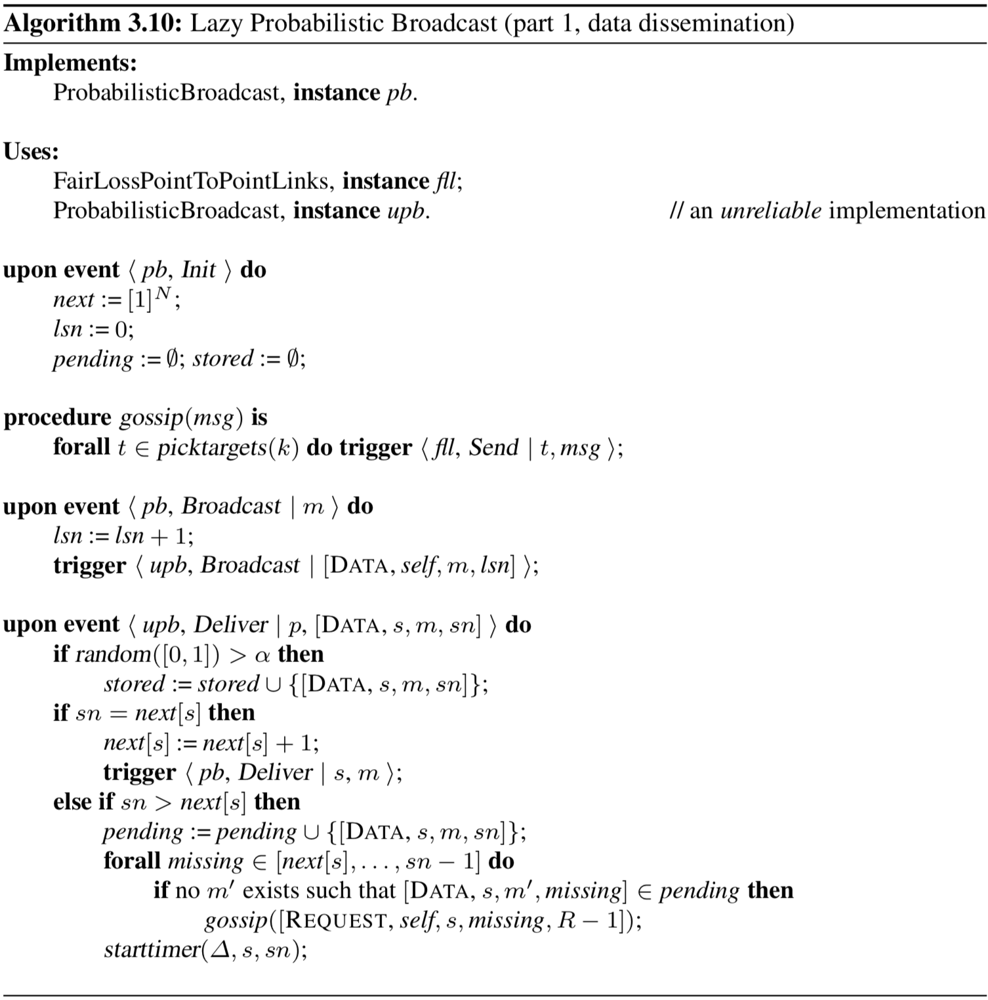 Algorithm 3.10: Lazy Probabilistic Broadcast (part 1, data dissemination)
Implements:
ProbabilisticBroadcast, instance pb.
Uses:
FairLossPointToPointLinks, instance fll;
ProbabilisticBroadcast, instance upb. // an unreliable implementation
upon event ⟨ pb, Init ⟩ do
next := [1]^N;
lsn := 0;
pending := ∅; stored := ∅;
procedure gossip(msg) is
forall t ∈ picktargets(k) do trigger ⟨ fll, Send | t, msg ⟩;
upon event ⟨ pb, Broadcast | m ⟩ do
lsn := lsn + 1;
trigger ⟨ upb, Broadcast | [DATA, self, m, lsn] ⟩;
upon event ⟨ upb, Deliver | p, [DATA, s, m, sn] ⟩ do
if random([0, 1]) > α then
stored := stored ∪ {[DATA, s, m, sn]};
if sn = next[s] then
next[s] := next[s] + 1;
trigger ⟨ pb, Deliver | s, m ⟩;
else if sn > next[s] then
pending := pending ∪ {[DATA, s, m, sn]};
forall missing ∈ [next[s], . . . , sn − 1] do
if no m′ exists such that [DATA, s, m′, missing] ∈ pending then
gossip([REQUEST, self, s, missing, R − 1]);
starttimer(Δ, s, sn);